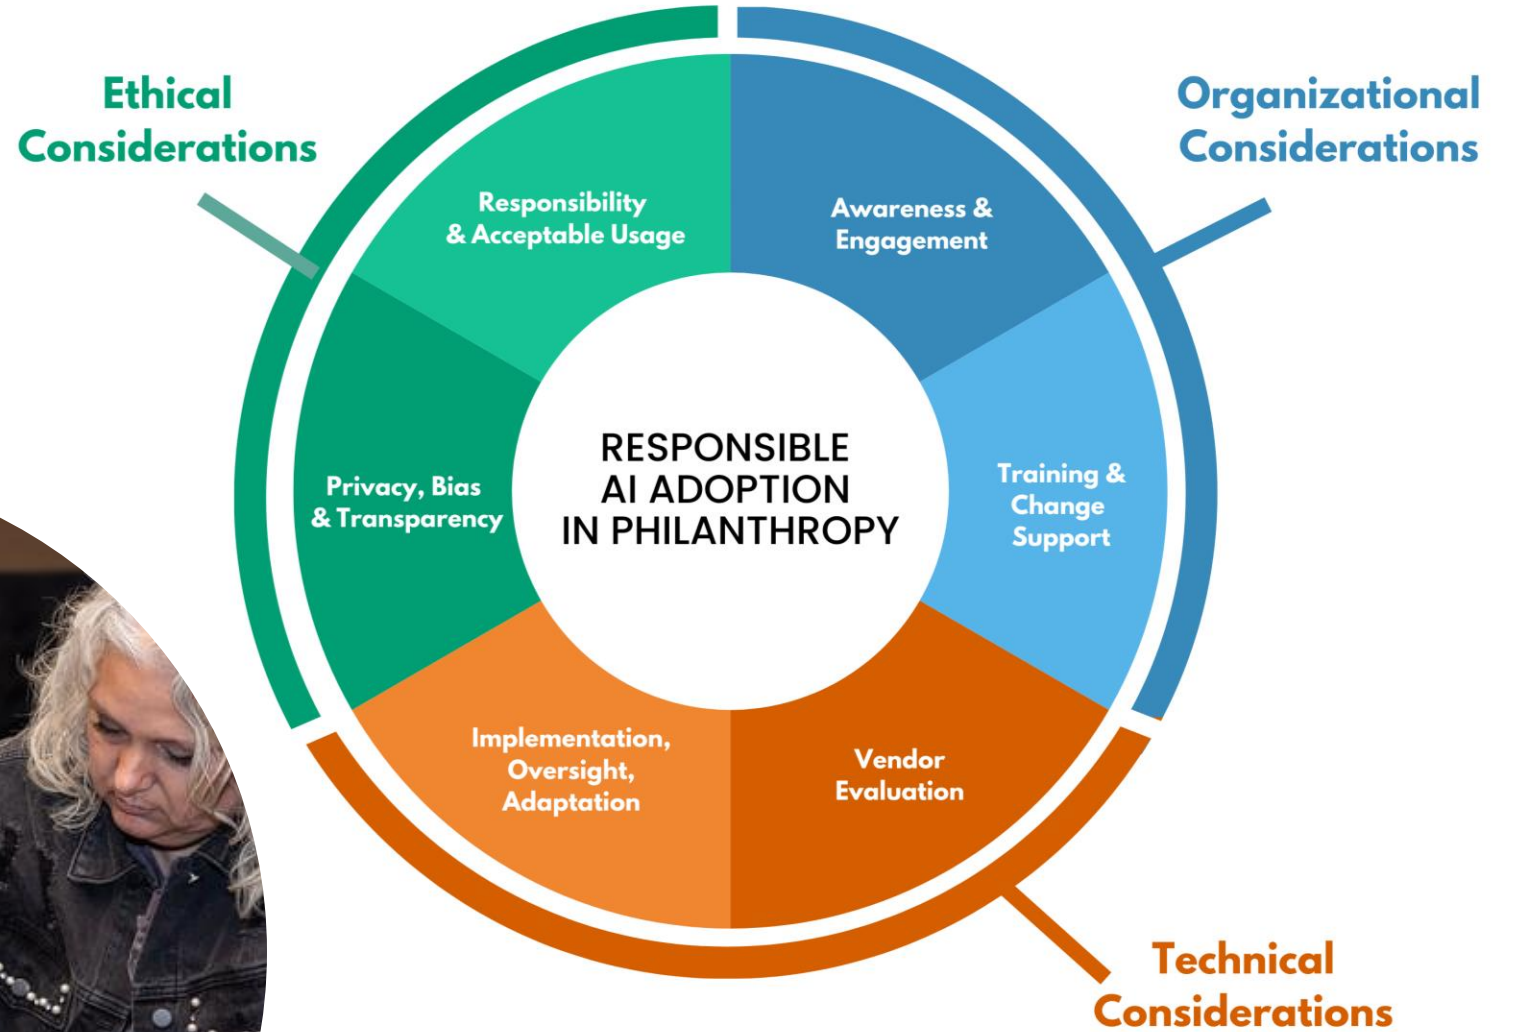 Ethical
Considerations
Organizational
Considerations
Responsibility
& Acceptable Usage
Awareness &
Engagement
Privacy, Bias
& Transparency
RESPONSIBLE
AI ADOPTION
IN PHILANTHROPY
Training &
Change
Support
Implementation,
Oversight,
Adaptation
Vendor
Evaluation
Technical
Considerations